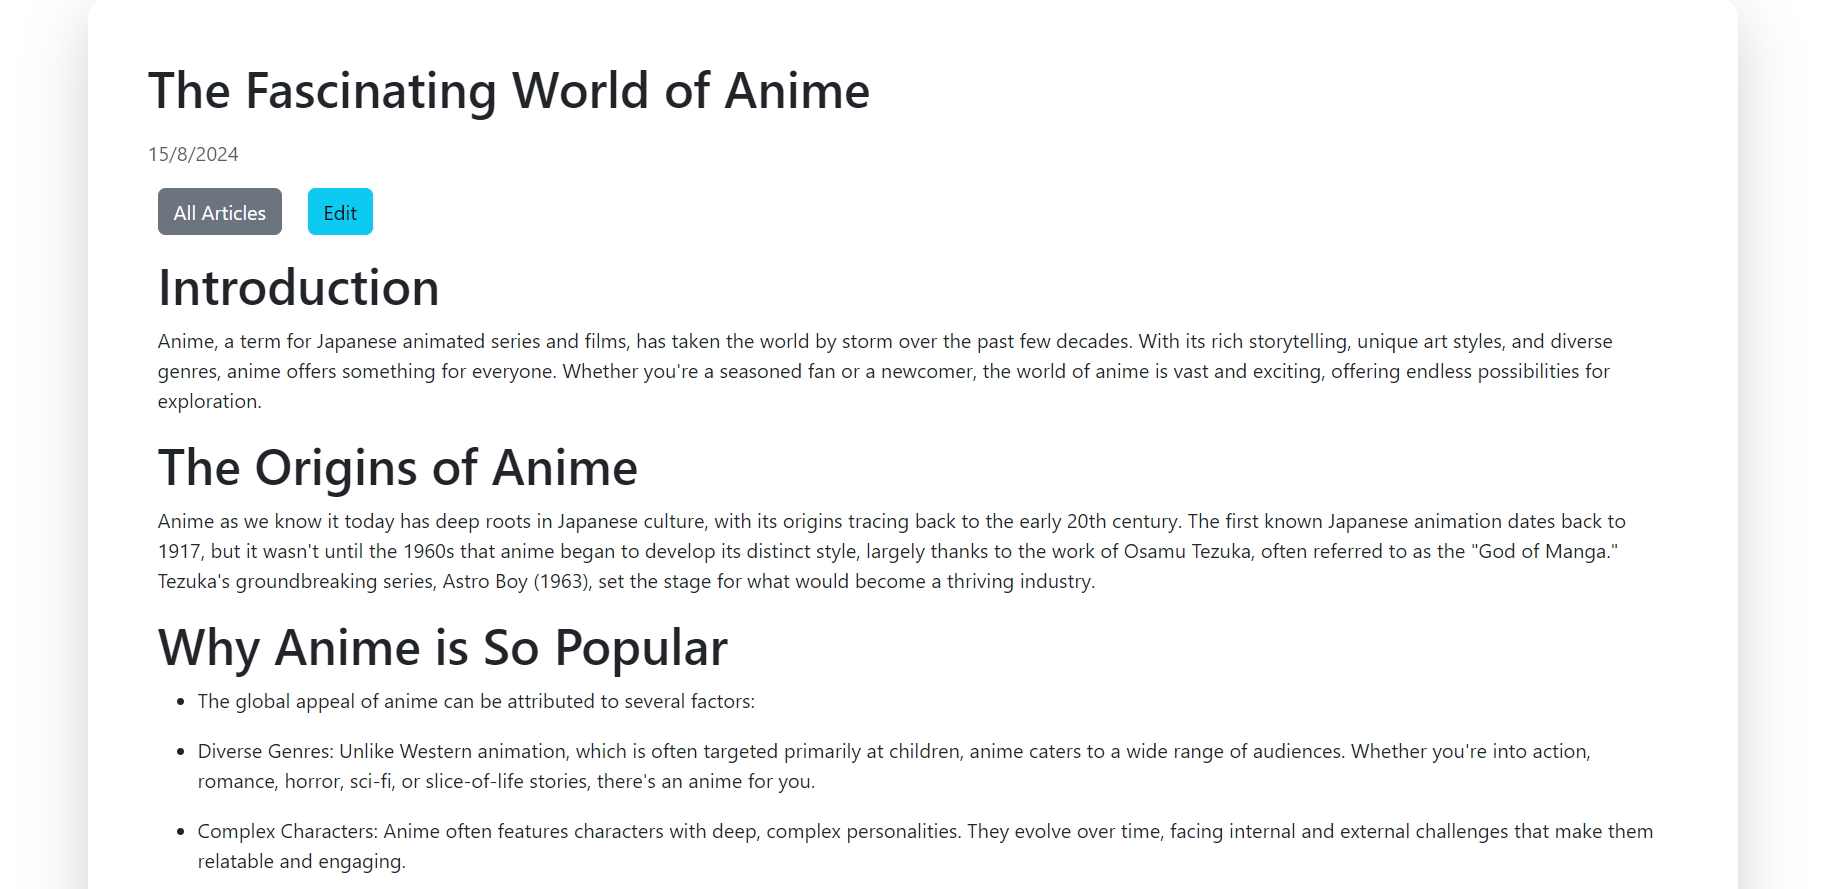 The Fascinating World of Anime
15/8/2024
All Articles
Edit
Introduction
Anime, a term for Japanese animated series and films, has taken the world by storm over the past few decades. With its rich storytelling, unique art styles, and diverse
genres, anime offers something for everyone. Whether you're a seasoned fan or a newcomer, the world of anime is vast and exciting, offering endless possibilities for
exploration.
The Origins of Anime
Anime as we know it today has deep roots in Japanese culture, with its origins tracing back to the early 20th century. The first known Japanese animation dates back to
1917, but it wasn't until the 1960s that anime began to develop its distinct style, largely thanks to the work of Osamu Tezuka, often referred to as the "God of Manga."
Tezuka's groundbreaking series, Astro Boy (1963), set the stage for what would become a thriving industry.
Why Anime is So Popular
• The global appeal of anime can be attributed to several factors:
• Diverse Genres: Unlike Western animation, which is often targeted primarily at children, anime caters to a wide range of audiences. Whether you're into action,
romance, horror, sci-fi, or slice-of-life stories, there's an anime for you.
• Complex Characters: Anime often features characters with deep, complex personalities. They evolve over time, facing internal and external challenges that make them
relatable and engaging.